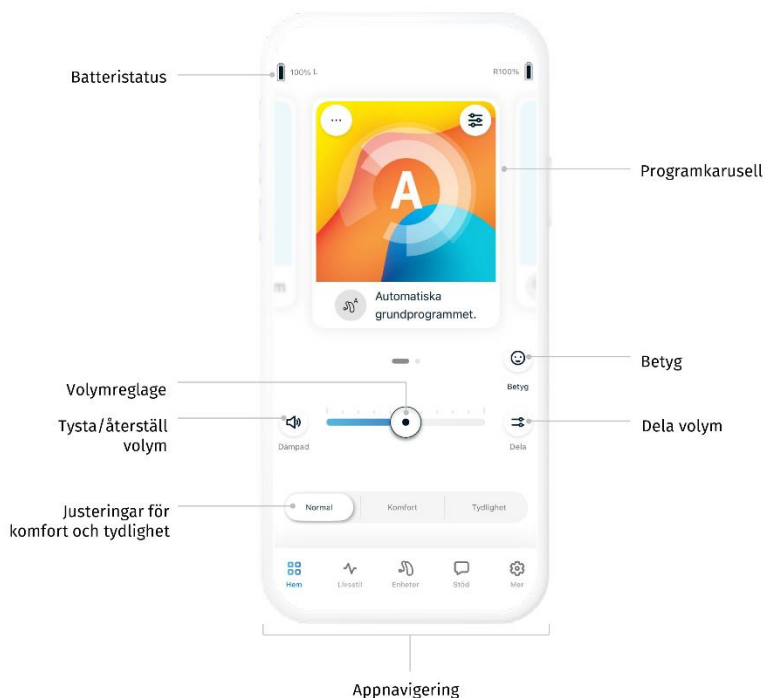 Batteristatus
100% L
R100%
...
Programkarusell
A
Automatiska
grundprogrammet.
Betyg
Betyg
Volymreglage
Tysta/återställ
volym
Dämpad
Dela
Dela volym
Justeringar för
komfort och tydlighet
Normal
Komfort
Tydlighet
Hem
Livsstil
Enheter
Stöd
Mer
Appnavigering